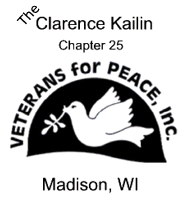 The
Clarence Kailin
Chapter 25
VETERANS for PEACE, Inc.
Madison, WI